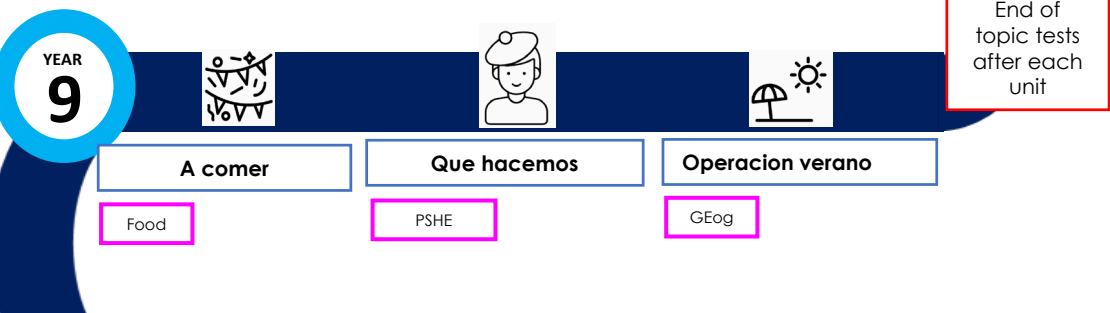 End of
topic tests
after each
unit
YEAR
9
A comer
Que hacemos
Operacion verano
Food
PSHE
GEog